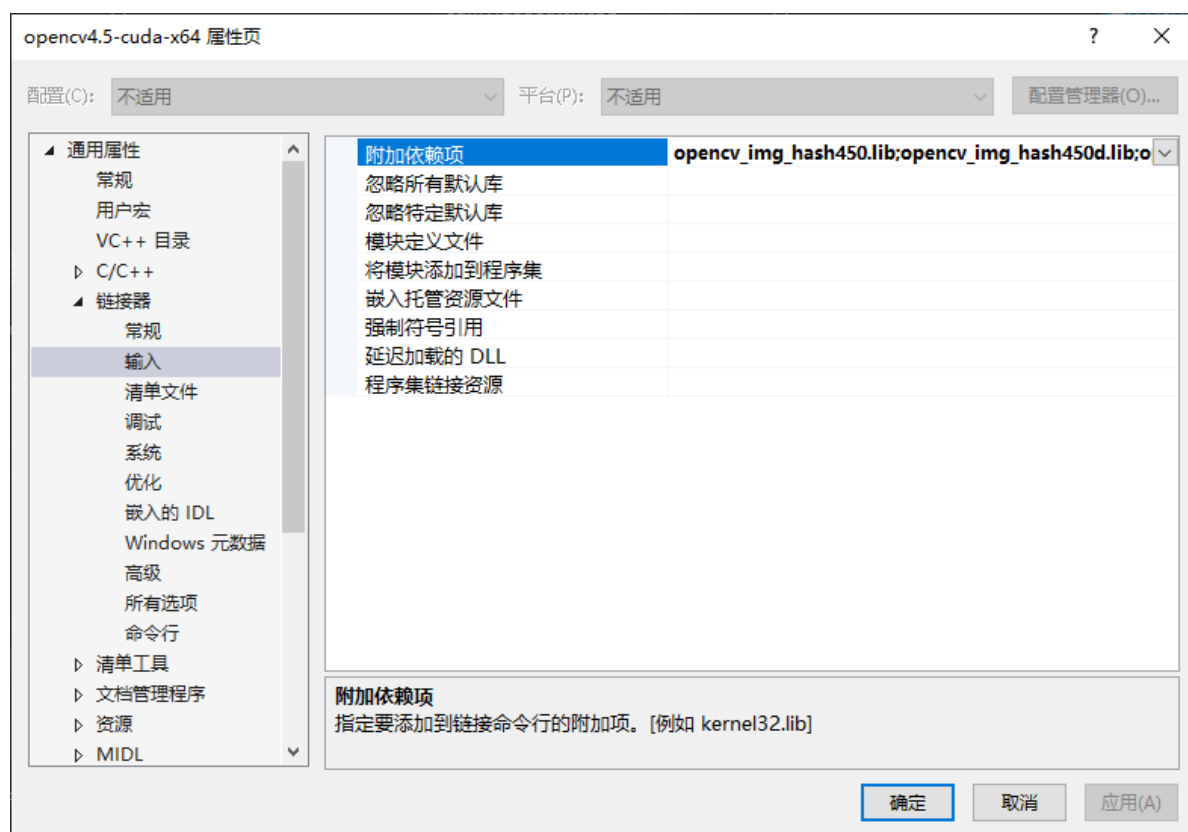 opencv4.5-cuda-x64 属性页
配置(C): 不适用 平台(P): 不适用 配置管理器(O)...
通用属性
常规
用户宏
VC++ 目录
C/C++
链接器
常规
输入
清单文件
调试
系统
优化
嵌入的 IDL
Windows 元数据
高级
所有选项
命令行
清单工具
文档管理程序
资源
MIDL
附加依赖项 opencv_img_hash450.lib;opencv_img_hash450d.lib;o
忽略所有默认库
忽略特定默认库
模块定义文件
将模块添加到程序集
嵌入托管资源文件
强制符号引用
延迟加载的 DLL
程序集链接资源
附加依赖项
指定要添加到链接命令行的附加项。[例如 kernel32.lib]
确定 取消 应用(A)